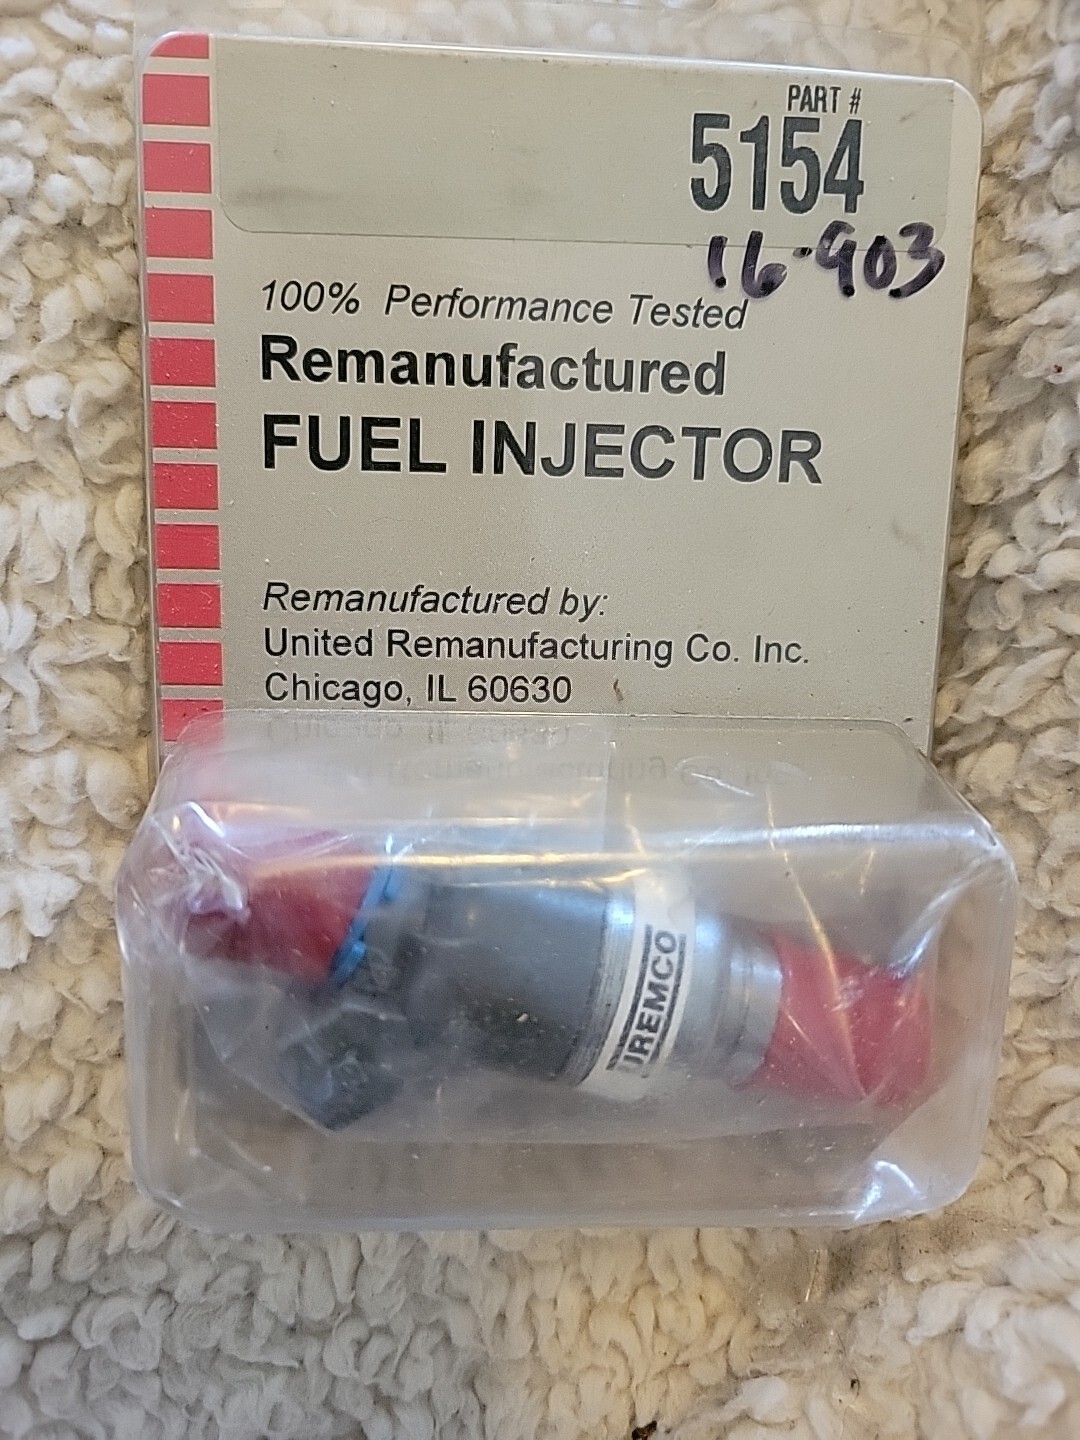 PART #
5154
16-903
100% Performance Tested
Remanufactured
FUEL INJECTOR
Remanufactured by:
United Remanufacturing Co. Inc.
Chicago, IL 60630
UREMCO